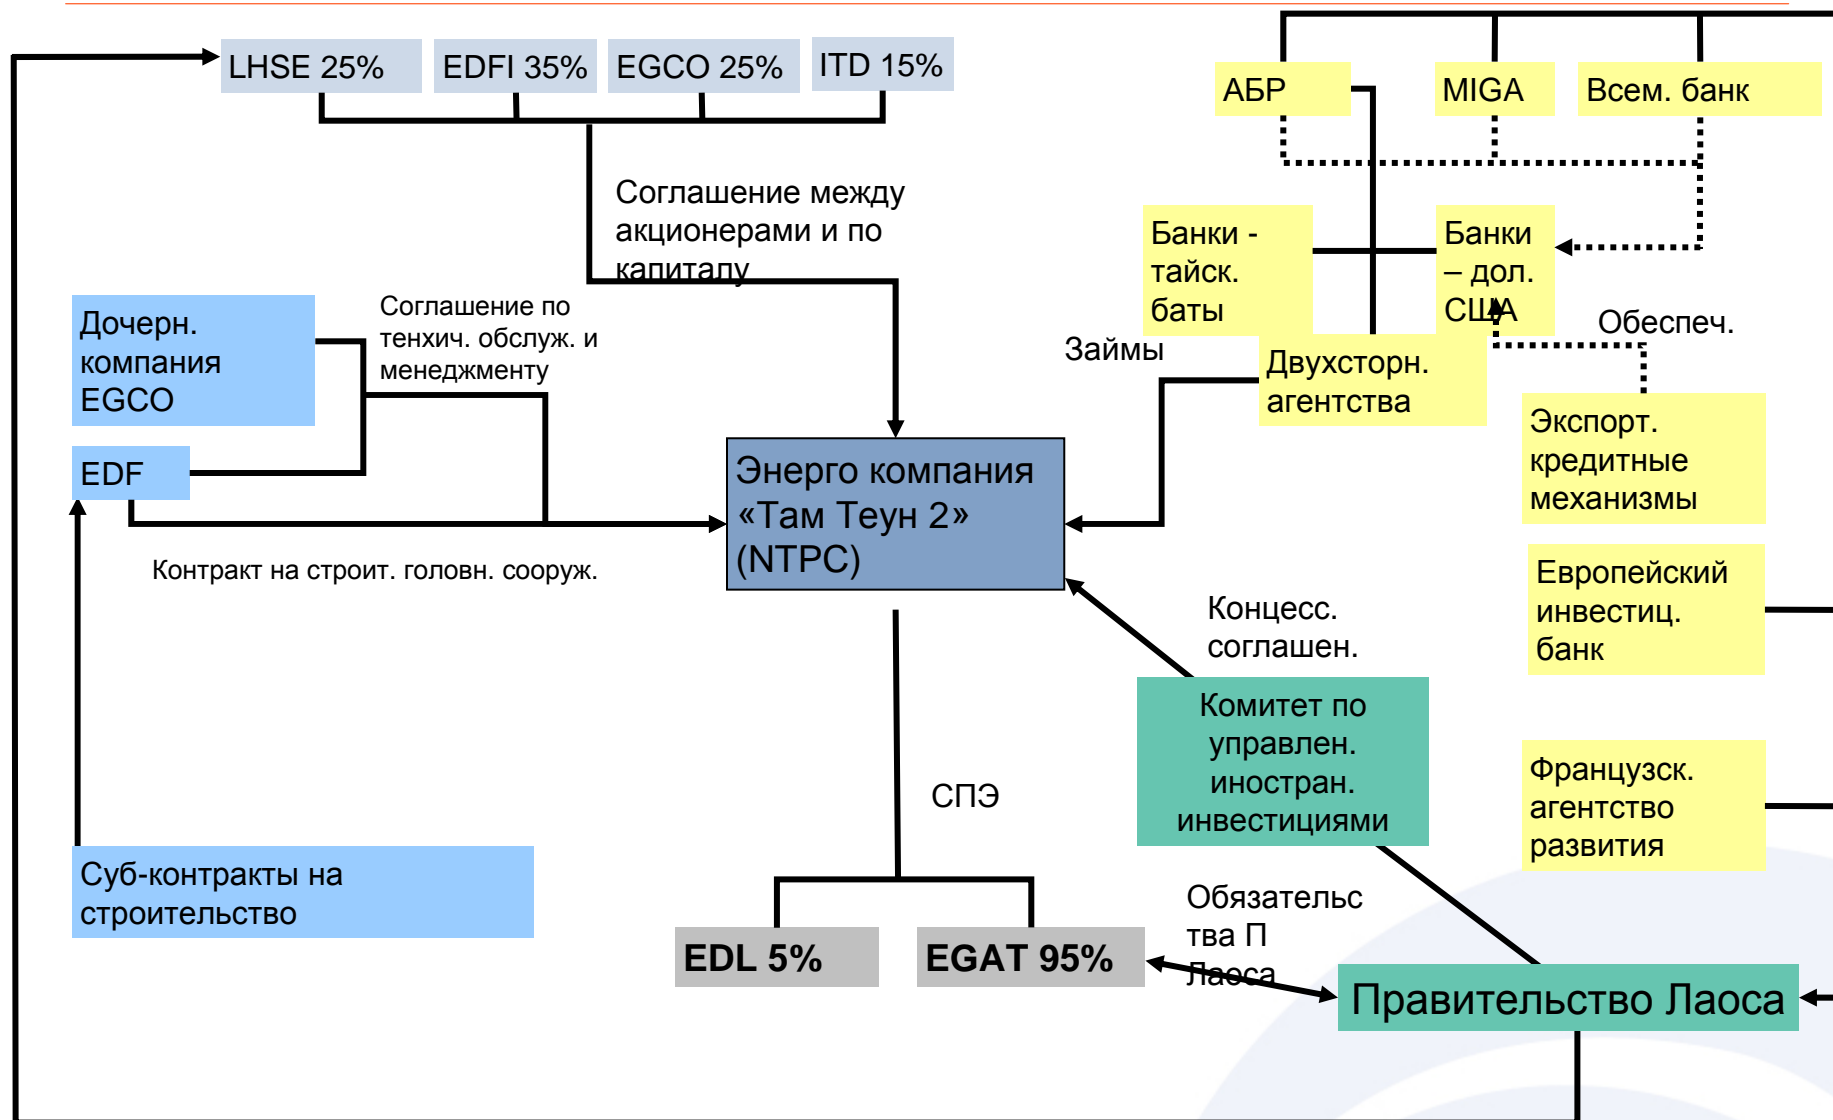 LHSE 25%
EDFI 35%
EGCO 25%
ITD 15%
АБР
MIGA
Всем. банк
Соглашение между
акционерами и по
капиталу
Банки -
тайск.
баты
Банки
– дол.
США
Обеспеч.
Дочерн.
компания
EGCO
Соглашение по
тенхич. обслуж. и
менеджменту
Займы
Двухсторн.
агентства
Экспорт.
кредитные
механизмы
EDF
Энерго компания
«Там Теун 2»
(NTPC)
Контракт на строит. головн. сооруж.
Европейский
инвестиц.
банк
Концесс.
соглашен.
Комитет по
управлен.
иностран.
инвестициями
СПЭ
Французск.
агентство
развития
Суб-контракты на
строительство
Обязательс
тва П
Лаоса
EDL 5%
EGAT 95%
Правительство Лаоса